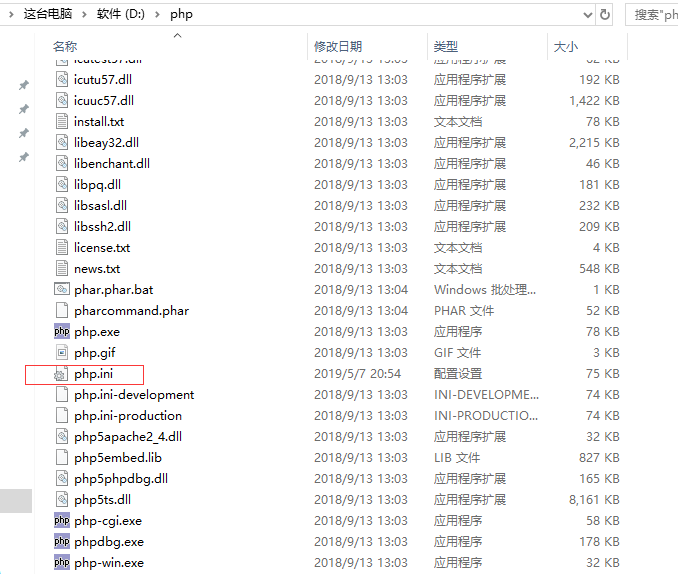 这台电脑 软件 (D:) php 搜索"ph
名称 修改日期 类型 大小
icutest57.dll 2018/9/13 13:03 应用程序扩展 62 KB
icutu57.dll 2018/9/13 13:03 应用程序扩展 192 KB
icuuc57.dll 2018/9/13 13:03 应用程序扩展 1,422 KB
install.txt 2018/9/13 13:03 文本文档 78 KB
libeay32.dll 2018/9/13 13:03 应用程序扩展 2,215 KB
libenchant.dll 2018/9/13 13:03 应用程序扩展 46 KB
libpq.dll 2018/9/13 13:03 应用程序扩展 181 KB
libsasl.dll 2018/9/13 13:03 应用程序扩展 232 KB
libssh2.dll 2018/9/13 13:03 应用程序扩展 209 KB
license.txt 2018/9/13 13:03 文本文档 4 KB
news.txt 2018/9/13 13:03 文本文档 548 KB
phar.phar.bat 2018/9/13 13:04 Windows 批处理... 1 KB
pharcommand.phar 2018/9/13 13:04 PHAR 文件 52 KB
php.exe 2018/9/13 13:03 应用程序 78 KB
php.gif 2018/9/13 13:03 GIF 文件 3 KB
php.ini 2019/5/7 20:54 配置设置 75 KB
php.ini-development 2018/9/13 13:03 INI-DEVELOPME... 74 KB
php.ini-production 2018/9/13 13:03 INI-PRODUCTIO... 74 KB
php5apache2_4.dll 2018/9/13 13:03 应用程序扩展 32 KB
php5embed.lib 2018/9/13 13:03 LIB 文件 827 KB
php5phpdbg.dll 2018/9/13 13:03 应用程序扩展 165 KB
php5ts.dll 2018/9/13 13:03 应用程序扩展 8,161 KB
php php-cgi.exe 2018/9/13 13:03 应用程序 58 KB
php phpdbg.exe 2018/9/13 13:03 应用程序 178 KB
php php-win.exe 2018/9/13 13:03 应用程序 32 KB